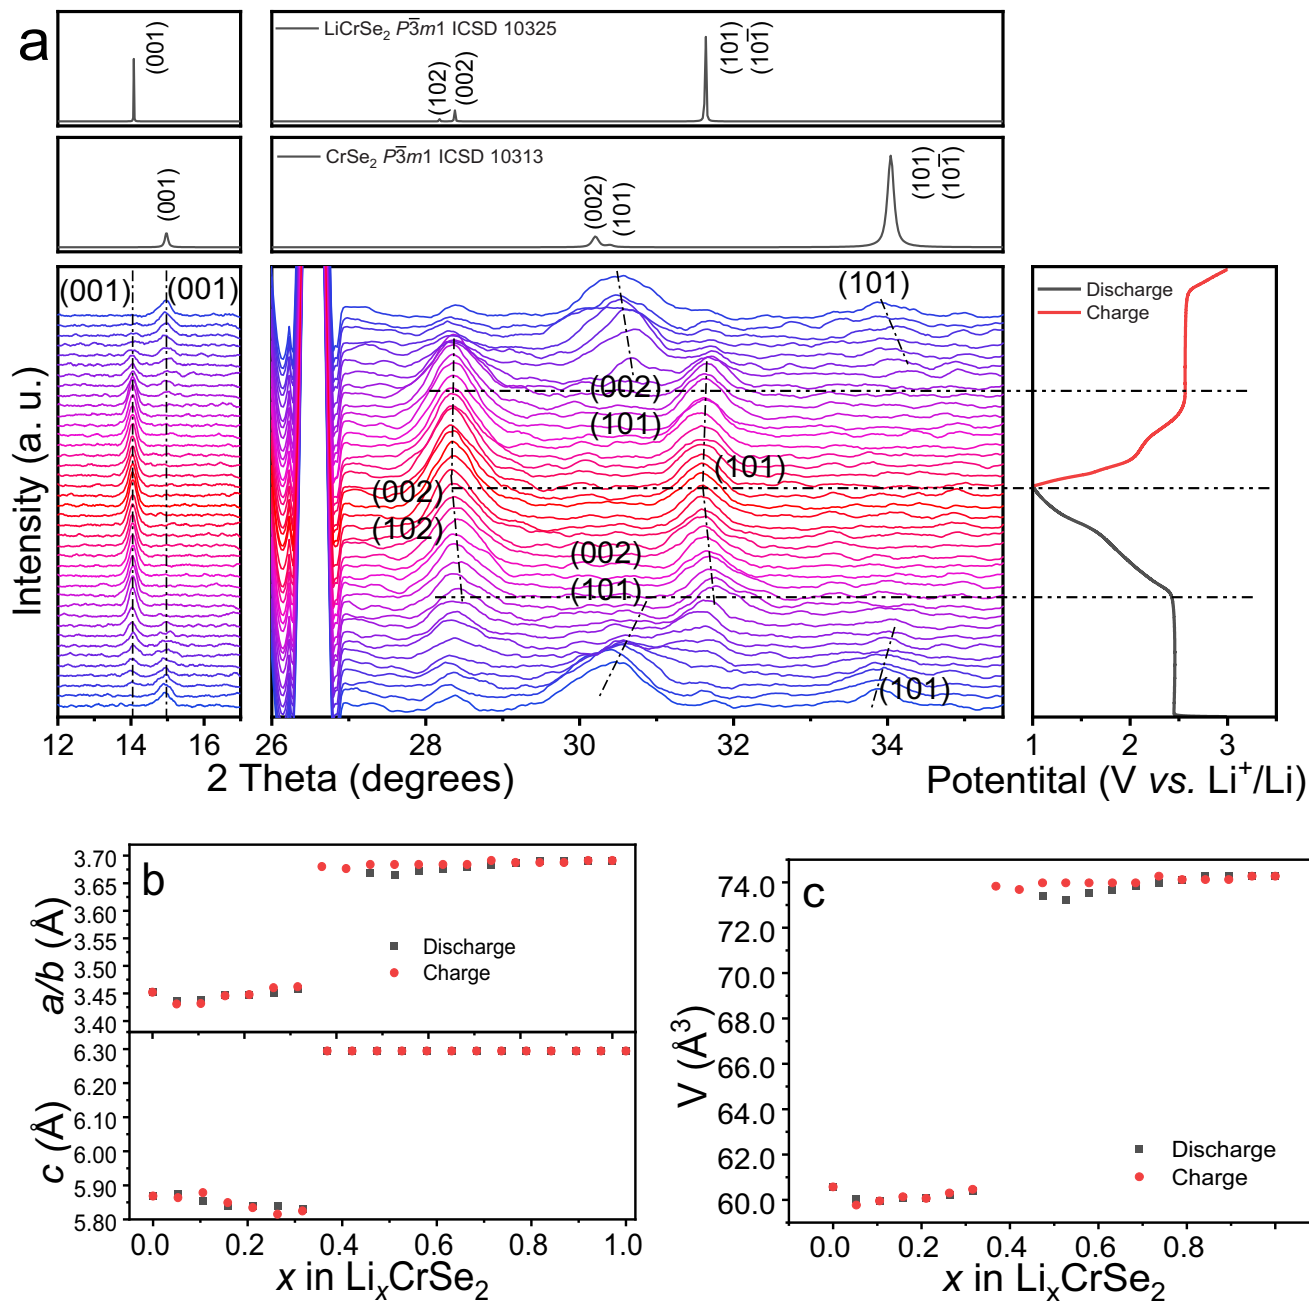 a
LiCrSe2 P3̅m1 ICSD 10325
(001)
(102)
(002)
(101)
(101̅)
CrSe2 P3̅m1 ICSD 10313
(001)
(002)
(101)
(101)
(101̅)
(001) (001)
(101)
Discharge
Charge
(002)
(101)
(101)
(002)
(102)
(002)
(101)
(101)
Intensity (a. u.)
12 14 16 26 28 30 32 34 1 2 3
2 Theta (degrees)
Potentital (V vs. Li+/Li)
b
a/b (Å)
3.70
3.65
3.60
3.55
3.50
3.45
3.40
Discharge
Charge
c (Å)
6.30
6.20
6.10
6.00
5.90
5.80
0.0 0.2 0.4 0.6 0.8 1.0
x in LixCrSe2
c
V (Å3)
74.0
72.0
70.0
68.0
66.0
64.0
62.0
60.0
Discharge
Charge
0.0 0.2 0.4 0.6 0.8
x in LixCrSe2